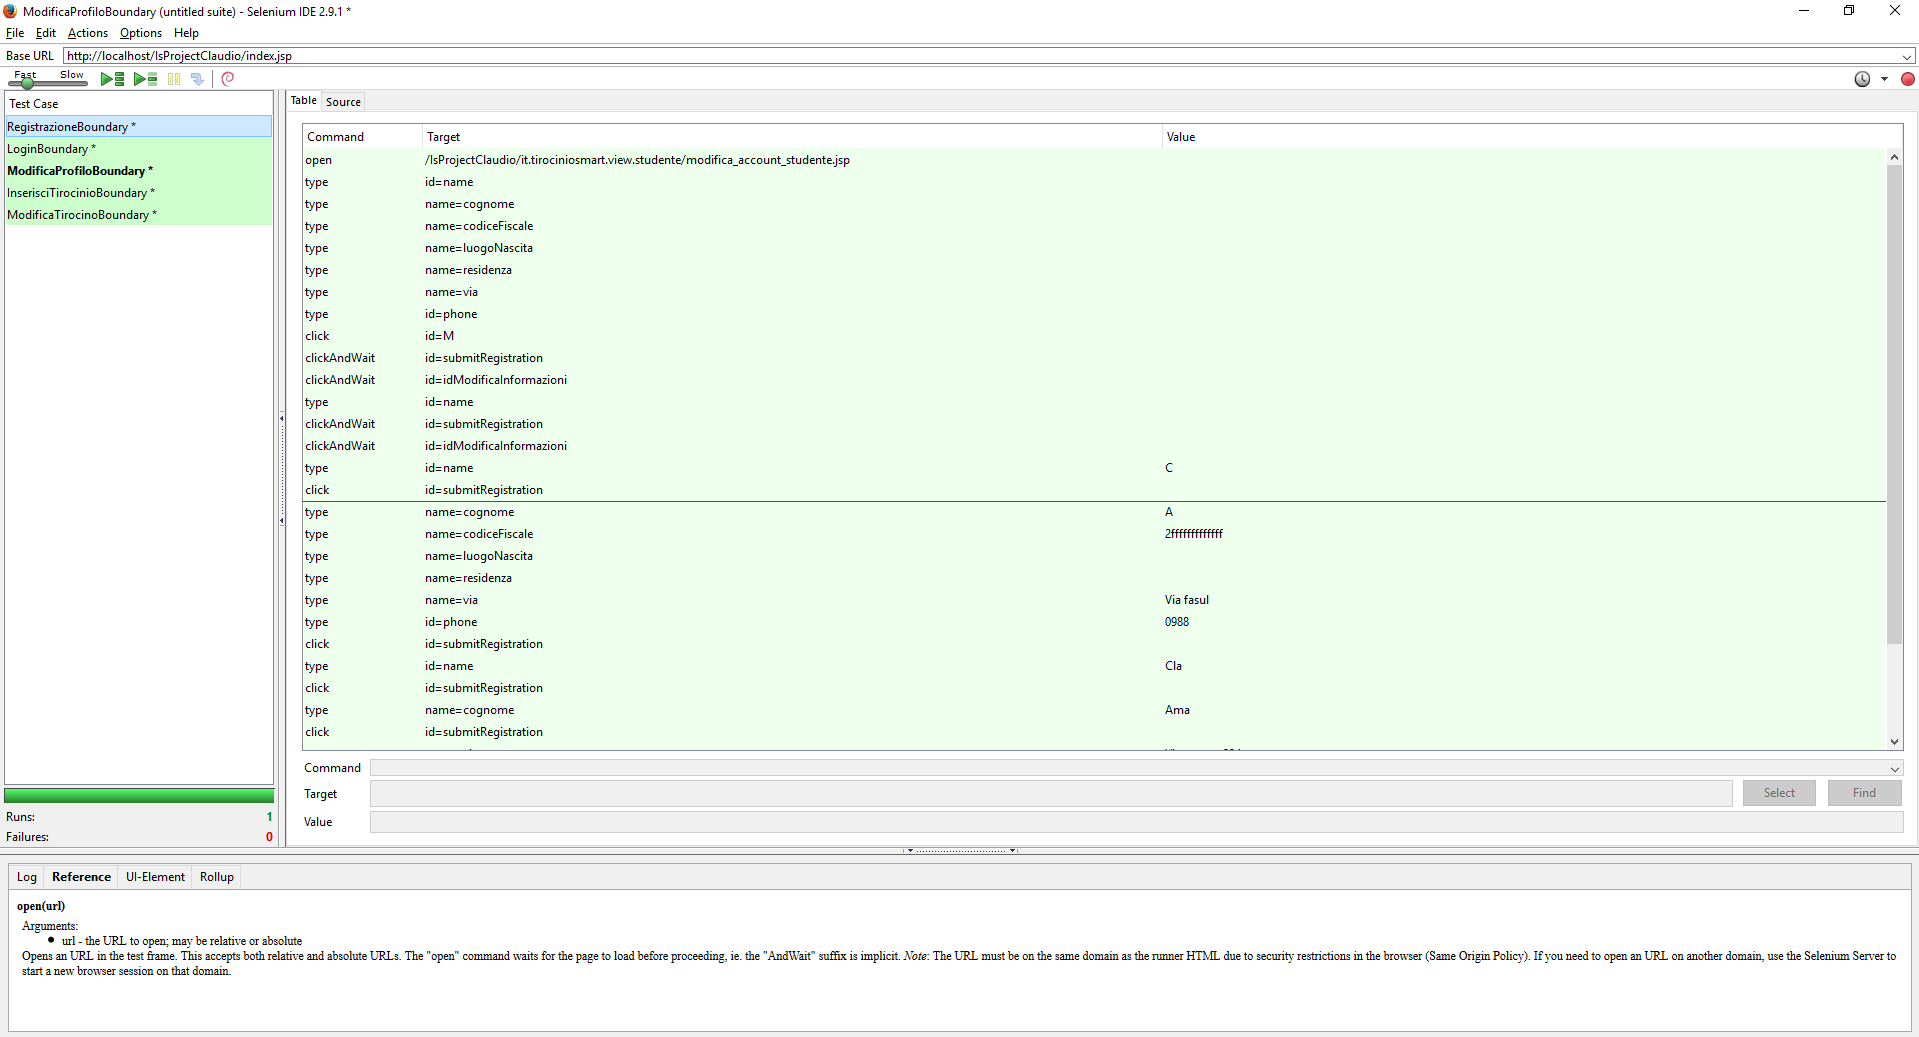 ModificaProfiloBoundary (untitled suite) - Selenium IDE 2.9.1 *
File Edit Actions Options Help
Base URL http://localhost/IsProjectClaudio/index.jsp
Fast Slow
Test Case
RegistrazioneBoundary *
LoginBoundary *
ModificaProfiloBoundary *
InserisciTirocinioBoundary *
ModificaTirocinoBoundary *
Runs: 1
Failures: 0
Table Source
Command Target Value
open /IsProjectClaudio/it.tirociniosmart.view.studente/modifica_account_studente.jsp
type id=name
type name=cognome
type name=codiceFiscale
type name=luogoNascita
type name=residenza
type name=via
type id=phone
click id=M
clickAndWait id=submitRegistration
clickAndWait id=idModificaInformazioni
type id=name
clickAndWait id=submitRegistration
clickAndWait id=idModificaInformazioni
type id=name C
click id=submitRegistration
type name=cognome A
type name=codiceFiscale 2fffffffffffff
type name=luogoNascita
type name=residenza
type name=via Via fasul
type id=phone 0988
click id=submitRegistration
type id=name Cla
click id=submitRegistration
type name=cognome Ama
click id=submitRegistration
Command
Target Select Find
Value
Log Reference UI-Element Rollup
open(url)
Arguments:
url - the URL to open; may be relative or absolute
Opens an URL in the test frame. This accepts both relative and absolute URLs. The "open" command waits for the page to load before proceeding, ie. the "AndWait" suffix is implicit. Note: The URL must be on the same domain as the runner HTML due to security restrictions in the browser (Same Origin Policy). If you need to open an URL on another domain, use the Selenium Server to
start a new browser session on that domain.